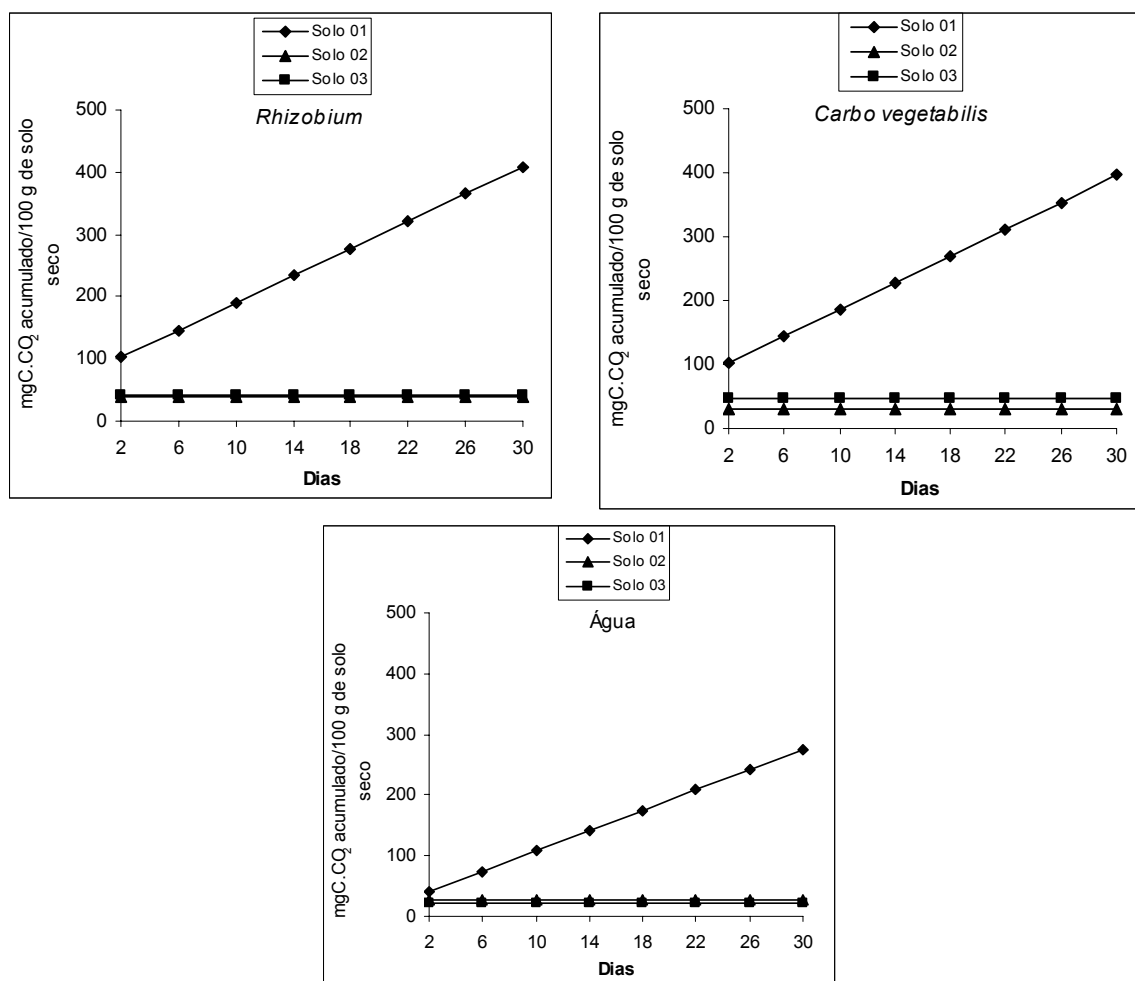 Solo 01
Solo 02
Solo 03
Rhizobium
mgC.CO2 acumulado/100 g de solo
seco
500
400
300
200
100
0
2 6 10 14 18 22 26 30
Dias
Solo 01
Solo 02
Solo 03
Carbo vegetabilis
mgC.CO2 acumulado/100 g de solo
seco
500
400
300
200
100
0
2 6 10 14 18 22 26 30
Dias
Solo 01
Solo 02
Solo 03
Água
mgC.CO2 acumulado/100 g de solo
seco
500
400
300
200
100
0
2 6 10 14 18 22 26 30
Dias